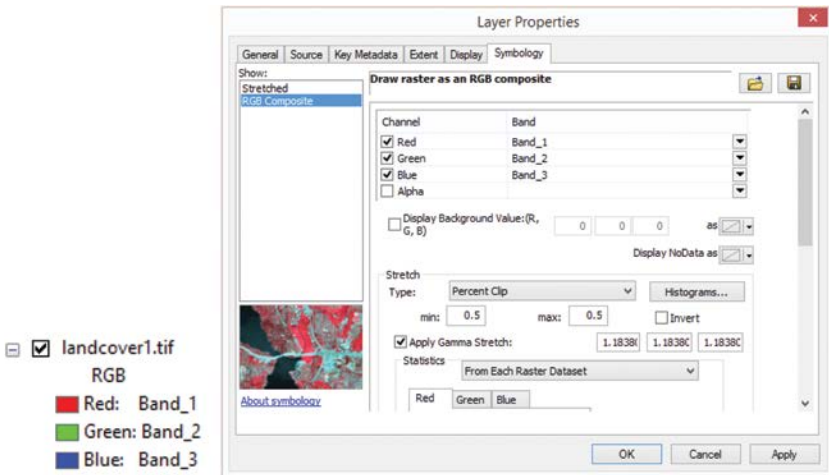 Layer Properties
General Source Key Metadata Extent Display Symbology
Show:
Stretched
RGB Composite
Draw raster as an RGB composite
Channel Band
Red Band_1
Green Band_2
Blue Band_3
Alpha
Display Background Value:(R,
G, B) 0 0 0 as
Display NoData as
Stretch
Type: Percent Clip Histograms...
min: 0.5 max: 0.5 Invert
Apply Gamma Stretch: 1.1838 1.1838 1.1838
Statistics
From Each Raster Dataset
Red Green Blue
About symbology
OK Cancel Apply
landcover1.tif
RGB
Red: Band_1
Green: Band_2
Blue: Band_3